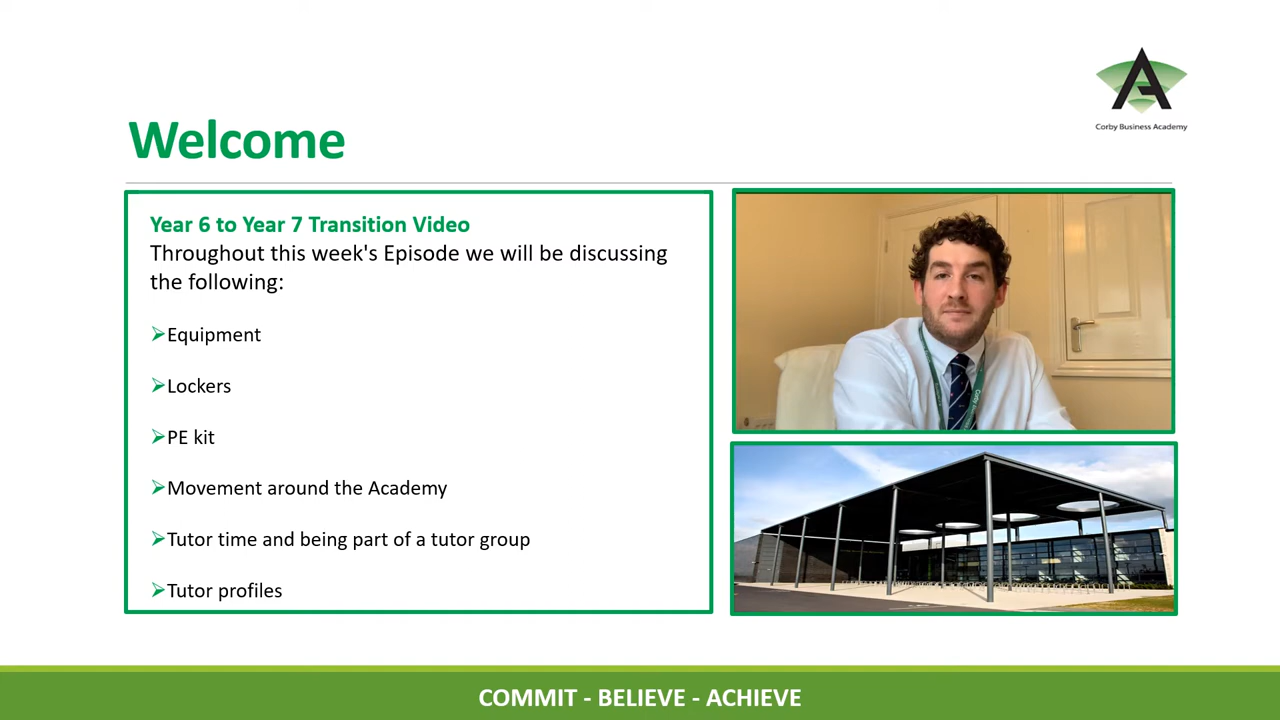 Corby Business Academy
Welcome
Year 6 to Year 7 Transition Video
Throughout this week's Episode we will be discussing
the following:
Equipment
Lockers
PE kit
Movement around the Academy
Tutor time and being part of a tutor group
Tutor profiles
COMMIT - BELIEVE - ACHIEVE